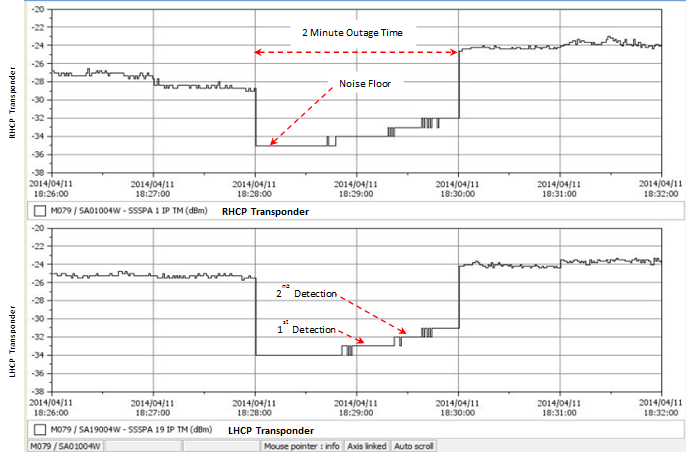 -20
-22
-24
-26
-28
-30
-32
-34
-36
-38
RHCP Transponder
2 Minute Outage Time
Noise Floor
2014/04/11 2014/04/11 2014/04/11 2014/04/11 2014/04/11 2014/04/11 2014/04/11
18:26:00 18:27:00 18:28:00 18:29:00 18:30:00 18:31:00 18:32:00
M079 / SA01004W - SSSPA 1 IP TM (dBm) RHCP Transponder
-20
-22
-24
-26
-28
-30
-32
-34
-36
-38
LHCP Transponder
2nd Detection
1st Detection
2014/04/11 2014/04/11 2014/04/11 2014/04/11 2014/04/11 2014/04/11 2014/04/11
18:26:00 18:27:00 18:28:00 18:29:00 18:30:00 18:31:00 18:32:00
M079 / SA19004W - SSSPA 19 IP TM (dBm) LHCP Transponder
M079 / SA01004W Mouse pointer : info Axis linked Auto scroll